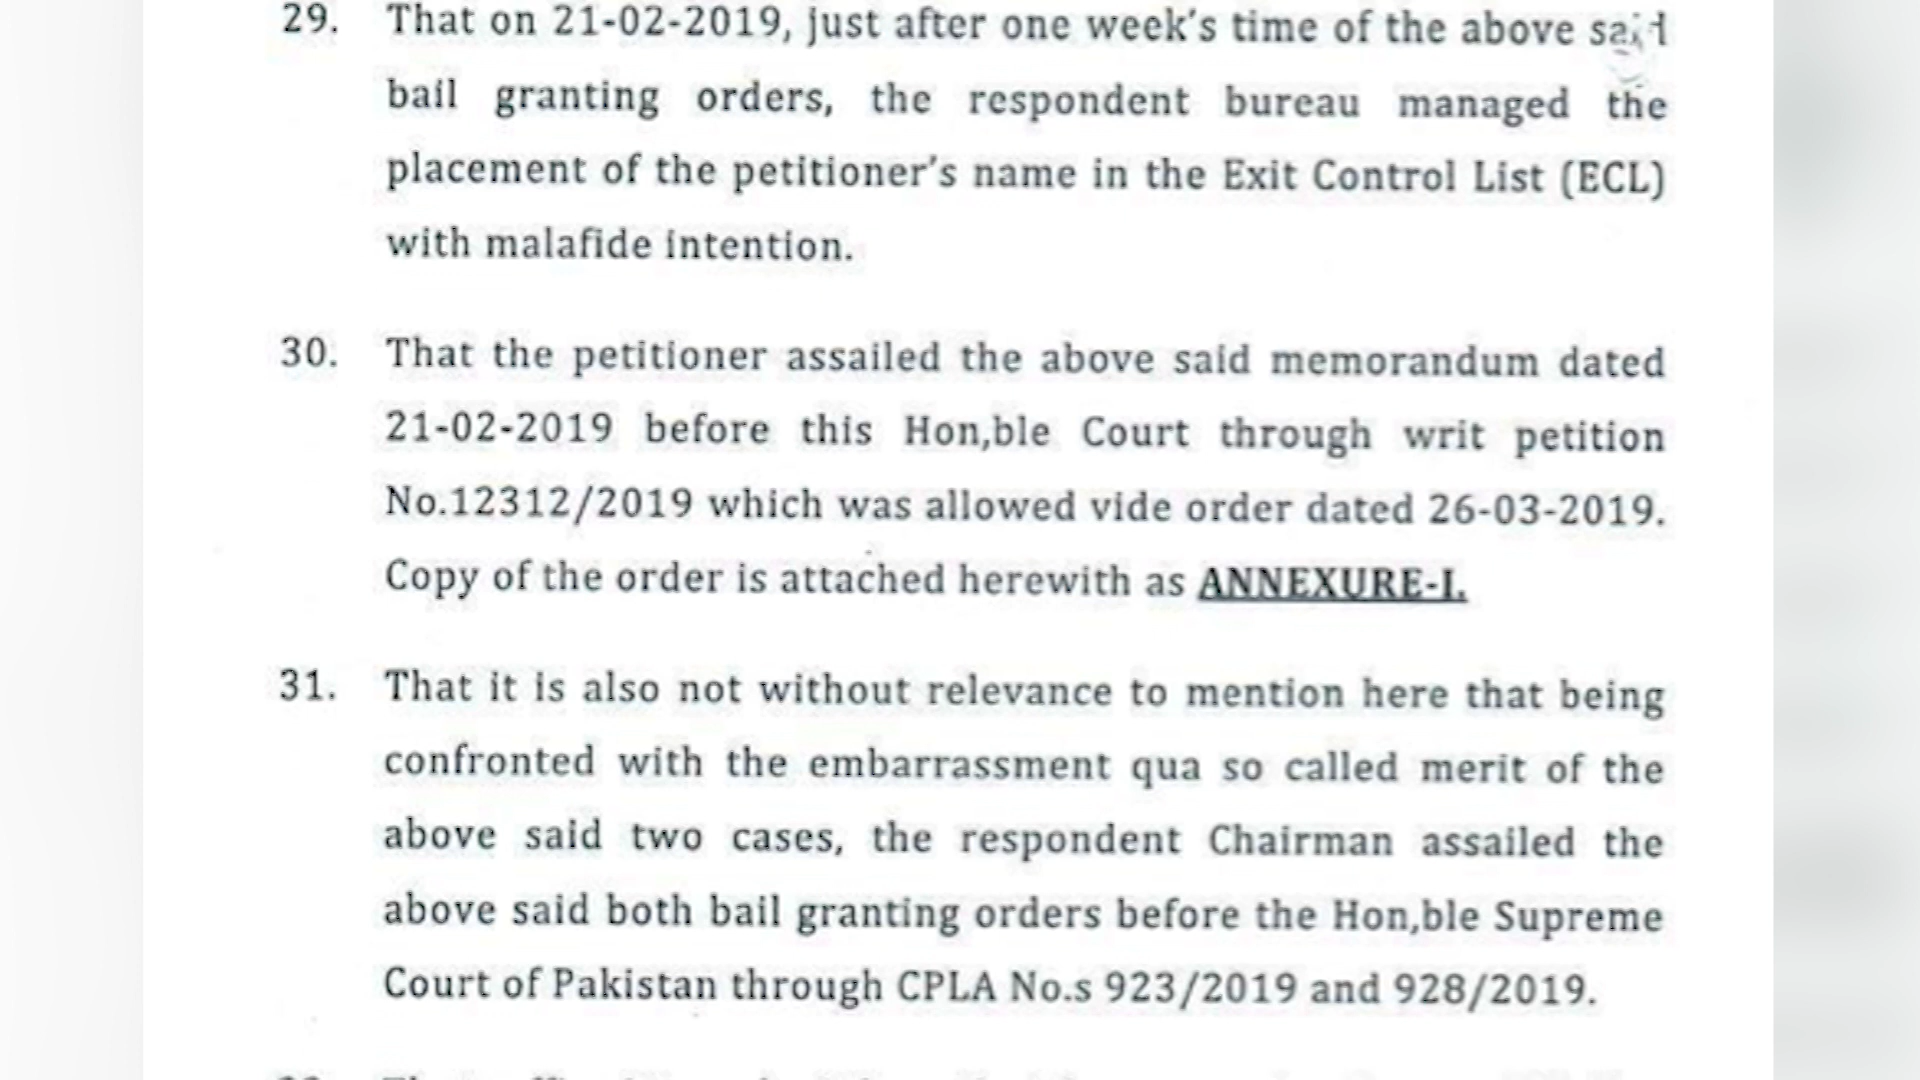 29. That on 21-02-2019, just after one week's time of the above said
bail granting orders, the respondent bureau managed the
placement of the petitioner's name in the Exit Control List (ECL)
with malafide intention.
30. That the petitioner assailed the above said memorandum dated
21-02-2019 before this Hon,ble Court through writ petition
No.12312/2019 which was allowed vide order dated 26-03-2019.
Copy of the order is attached herewith as ANNEXURE-I.
31. That it is also not without relevance to mention here that being
confronted with the embarrassment qua so called merit of the
above said two cases, the respondent Chairman assailed the
above said both bail granting orders before the Hon,ble Supreme
Court of Pakistan through CPLA No.s 923/2019 and 928/2019.